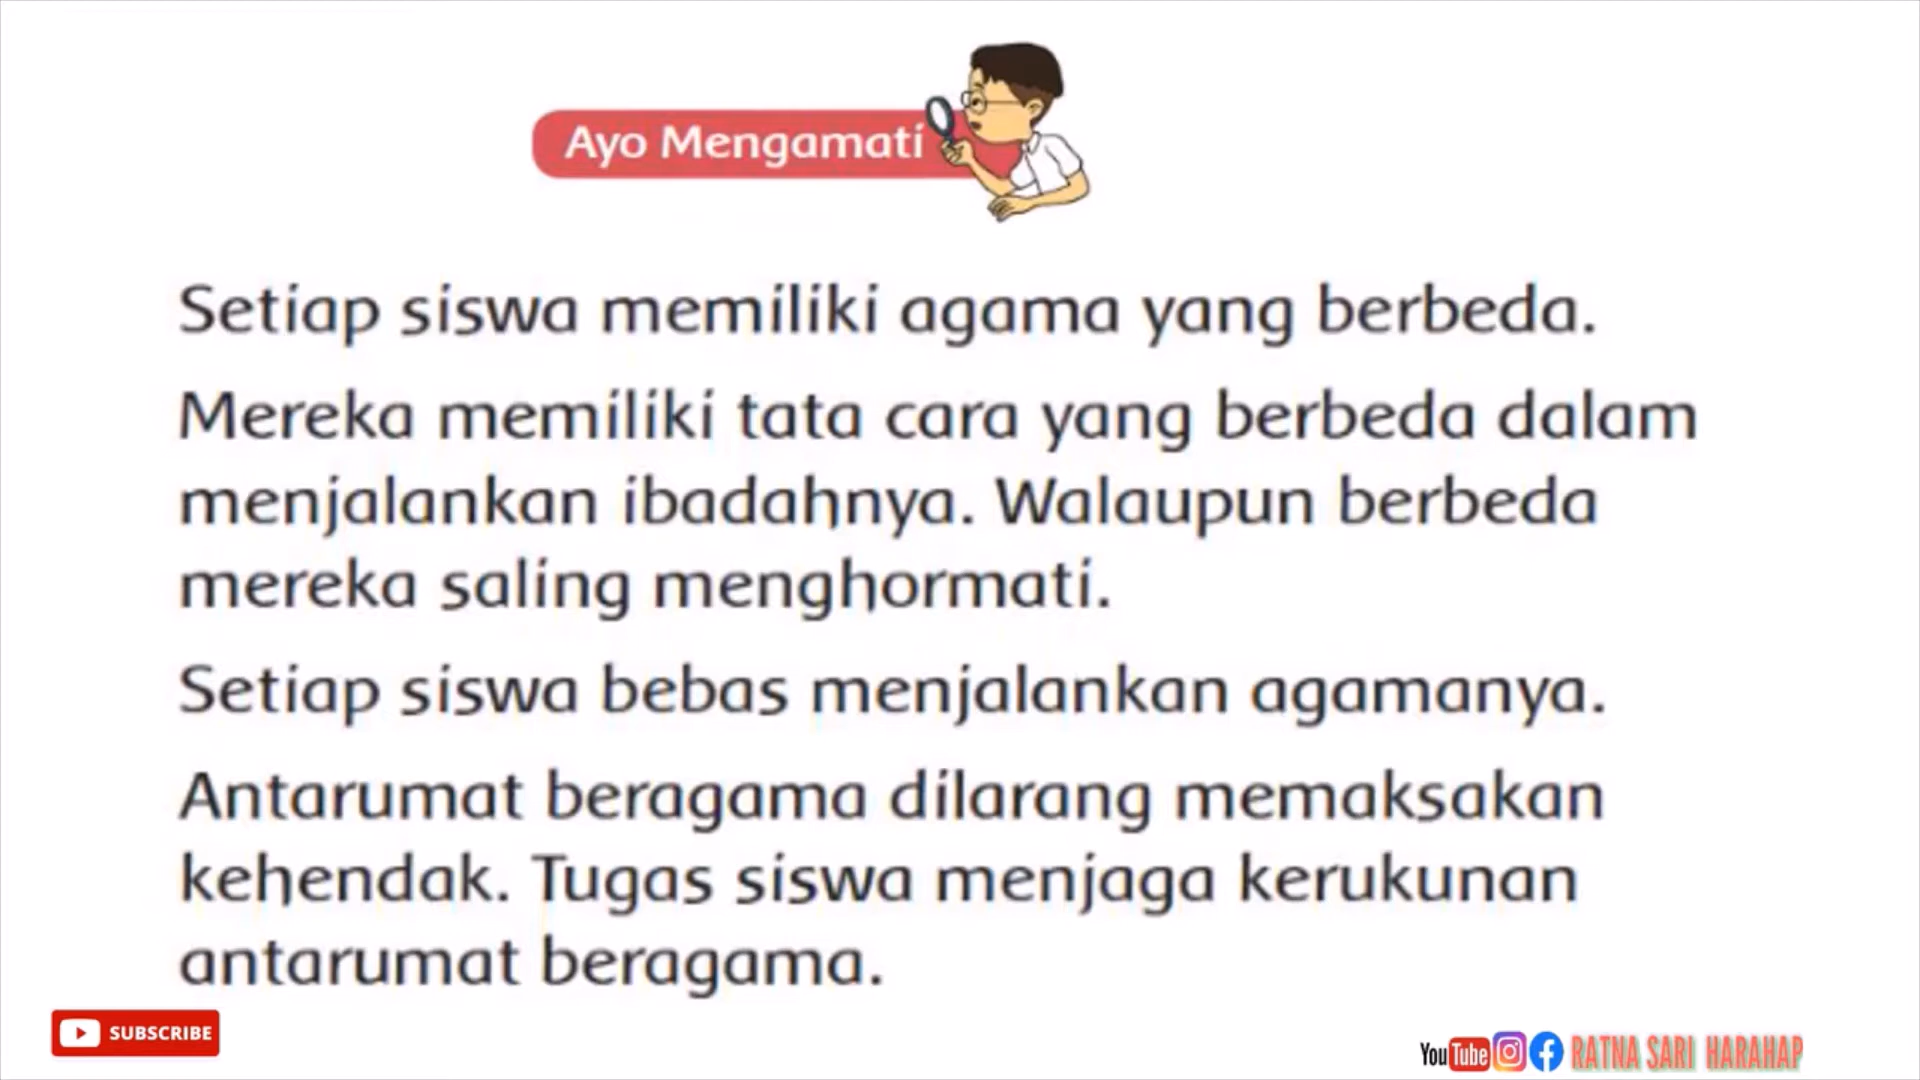 Ayo Mengamati
Setiap siswa memiliki agama yang berbeda.
Mereka memiliki tata cara yang berbeda dalam
menjalankan ibadahnya. Walaupun berbeda
mereka saling menghormati.
Setiap siswa bebas menjalankan agamanya.
Antarumat beragama dilarang memaksakan
kehendak. Tugas siswa menjaga kerukunan
antarumat beragama.
SUBSCRIBE
YouTube RATNA SARI HARAHAP